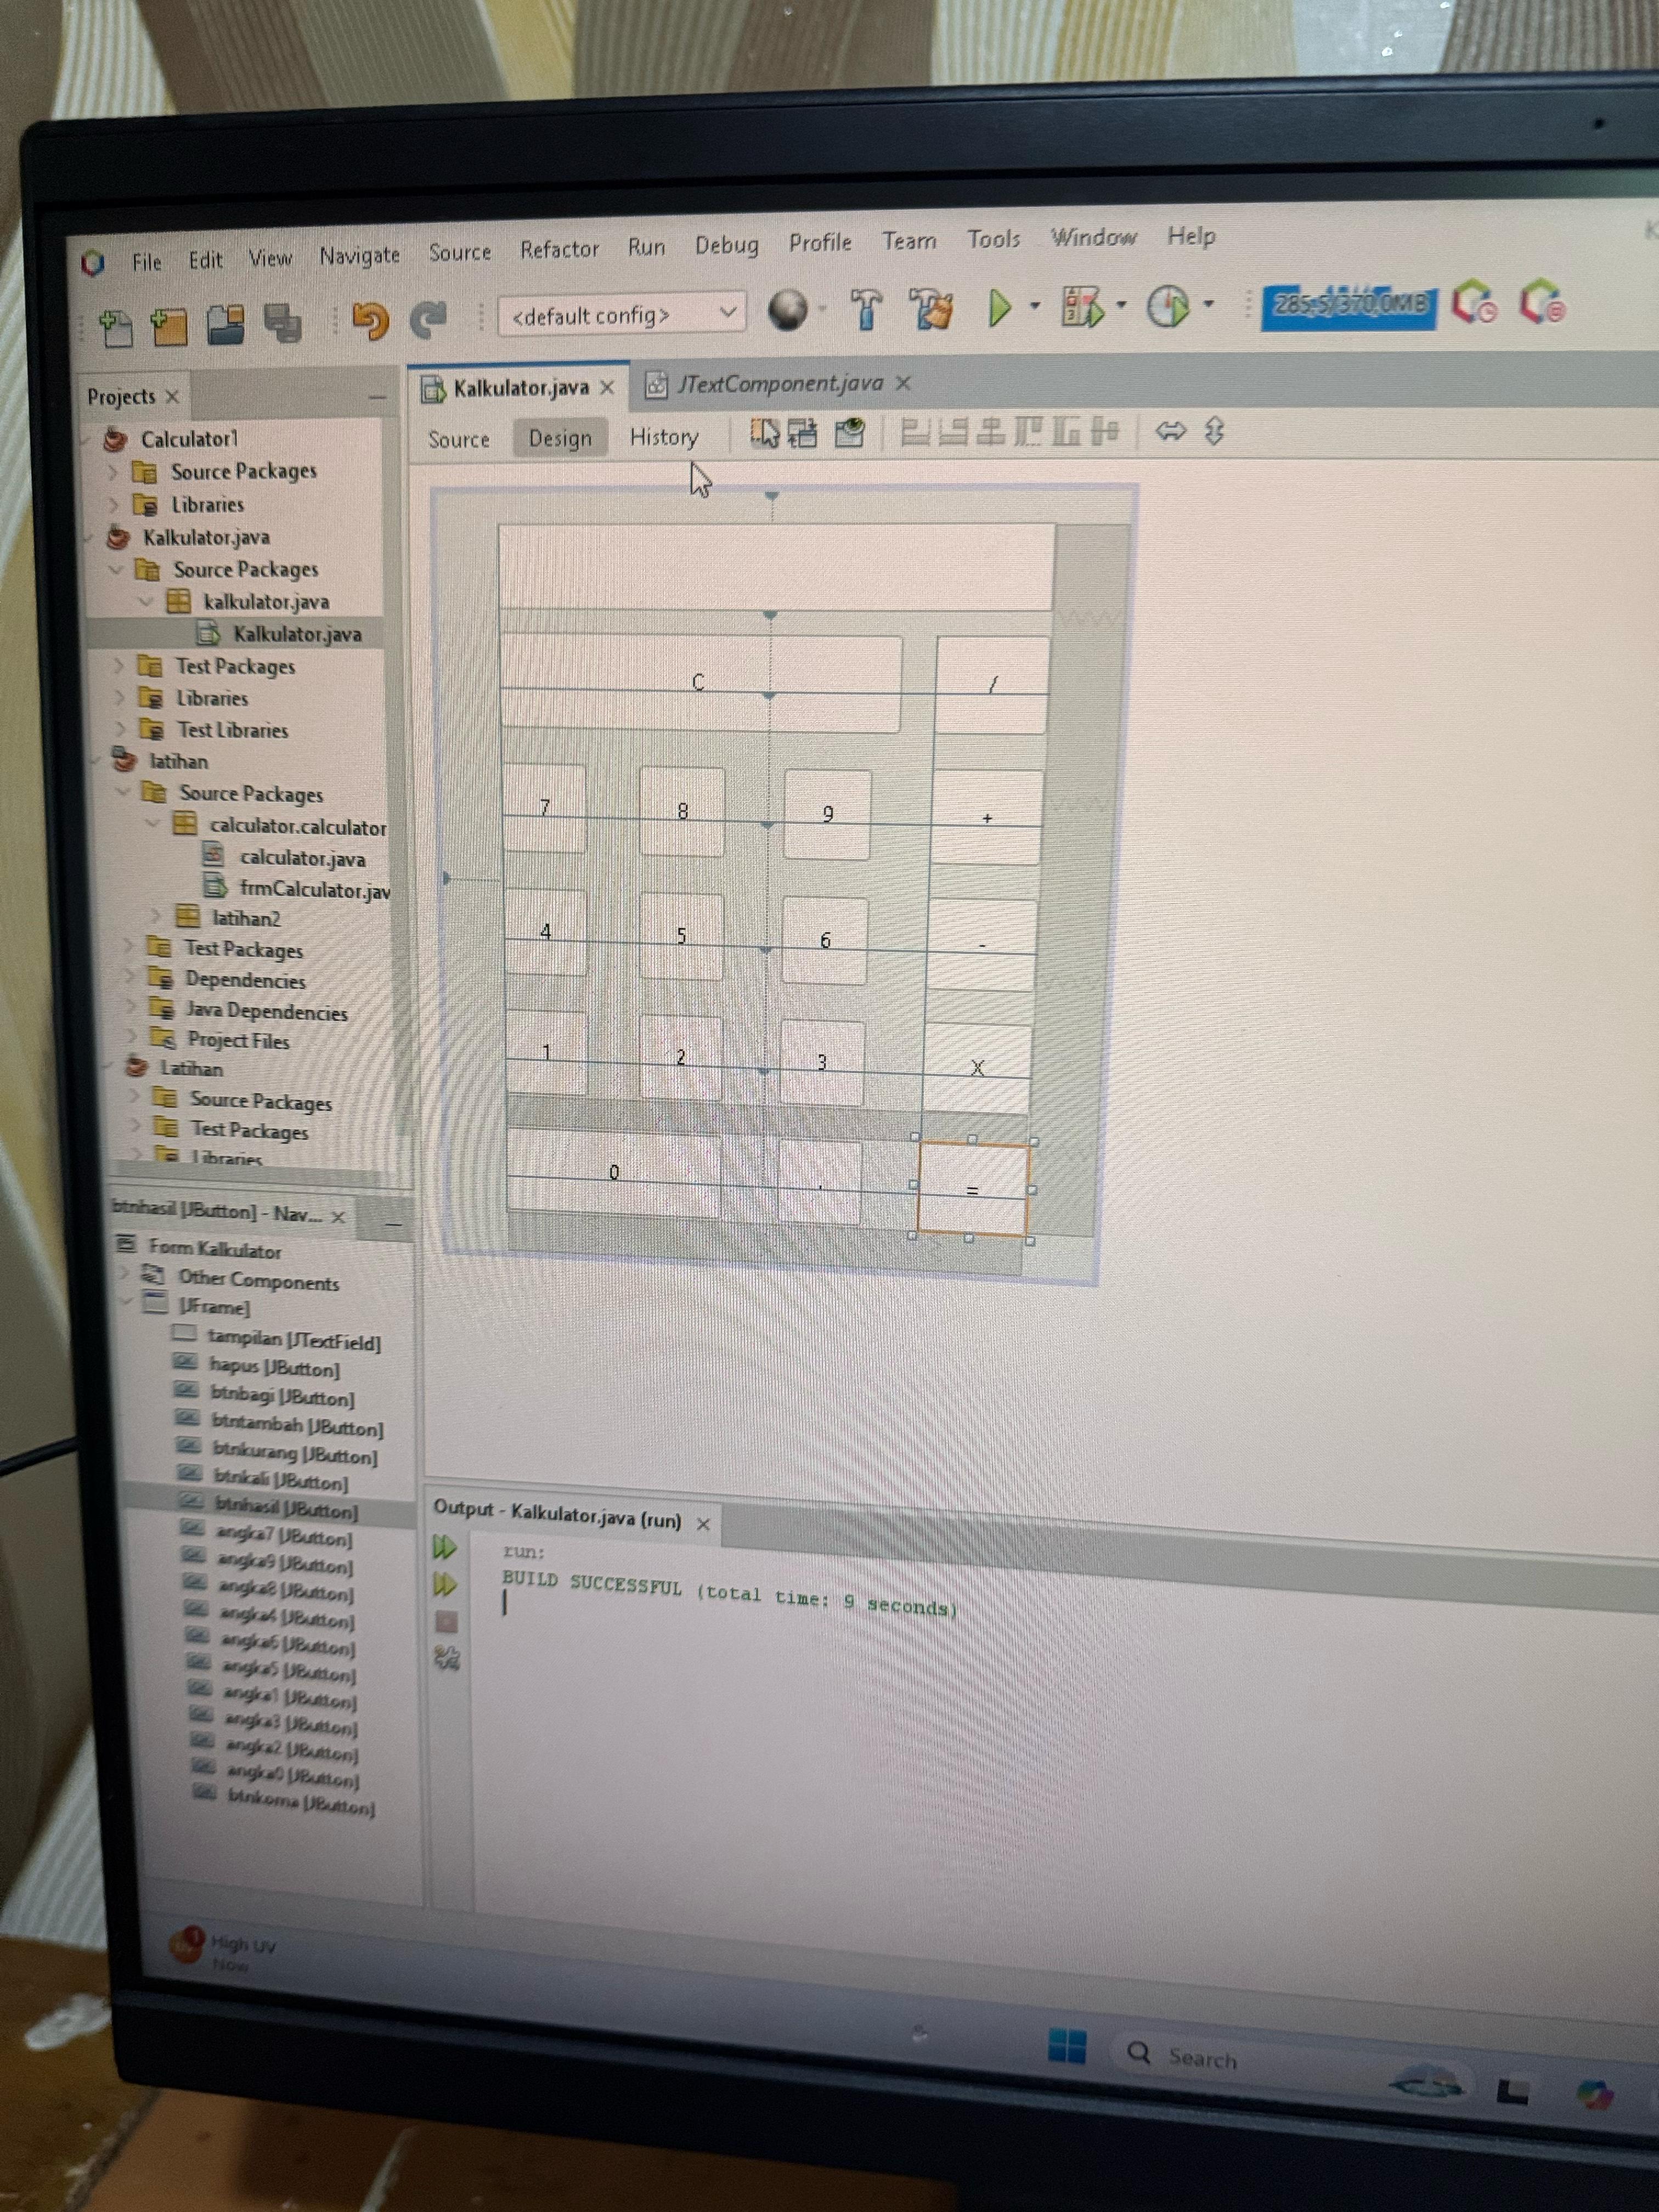 File Edit View Navigate Source Refactor Run Debug Profile Team Tools Window Help
<default config>
285,5/370,0MB
Projects
Calculator1
Source Packages
Libraries
Kalkulator.java
Source Packages
kalkulator.java
Kalkulator.java
Test Packages
Libraries
Test Libraries
latihan
Source Packages
calculator.calculator
calculator.java
frmCalculator.jav
latihan2
Test Packages
Dependencies
Java Dependencies
Project Files
Latihan
Source Packages
Test Packages
Libraries
btnhasil [JButton] - Nav...
Form Kalkulator
Other Components
[JFrame]
tampilan [JTextField]
hapus [JButton]
btnbagi [JButton]
btntambah [JButton]
btnkurang [JButton]
btnkali [JButton]
btnhasil [JButton]
angka7 [JButton]
angka9 [JButton]
angka8 [JButton]
angka4 [JButton]
angka6 [JButton]
angka5 [JButton]
angka1 [JButton]
angka3 [JButton]
angka2 [JButton]
angka0 [JButton]
btnkoma [JButton]
Kalkulator.java JTextComponent.java
Source Design History
C /
7 8 9 +
4 5 6 -
1 2 3 X
0 . =
Output - Kalkulator.java (run)
run:
BUILD SUCCESSFUL (total time: 9 seconds)
High UV
Now
Search